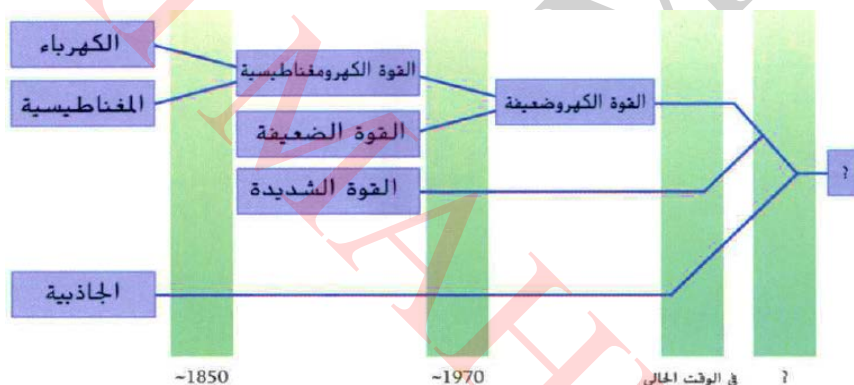 الكهرباء
المغناطيسية
القوة الكهرومغناطيسية
القوة الضعيفة
القوة الكهروضعيفة
القوة الشديدة
الجاذبية
?
~1850
~1970
في الوقت الحالي
?